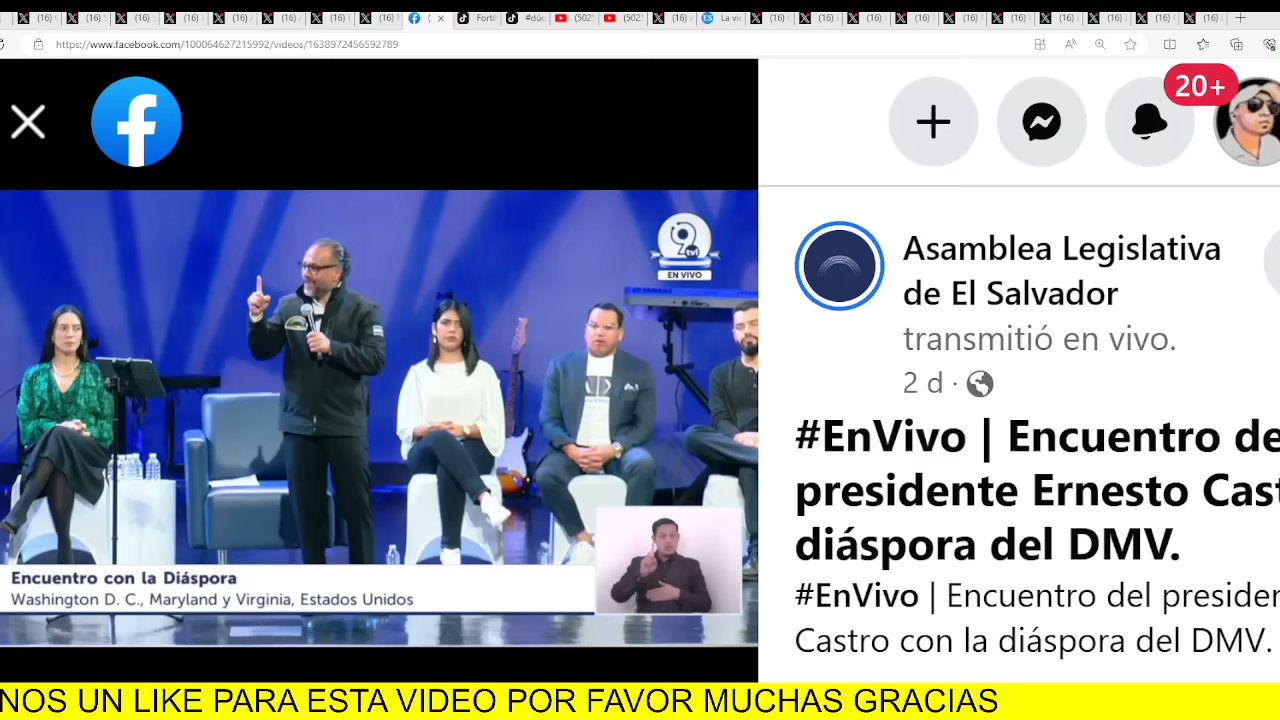 https://www.facebook.com/100064627215992/videos/1638972456592789
20+
9
tvl
EN VIVO
YAMAHA
Asamblea Legislativa
de El Salvador
transmitió en vivo.
2 d ·
#EnVivo | Encuentro de
presidente Ernesto Cast
diáspora del DMV.
#EnVivo | Encuentro del presiden
Castro con la diáspora del DMV.
Encuentro con la Diáspora
Washington D. C., Maryland y Virginia, Estados Unidos
NOS UN LIKE PARA ESTA VIDEO POR FAVOR MUCHAS GRACIAS